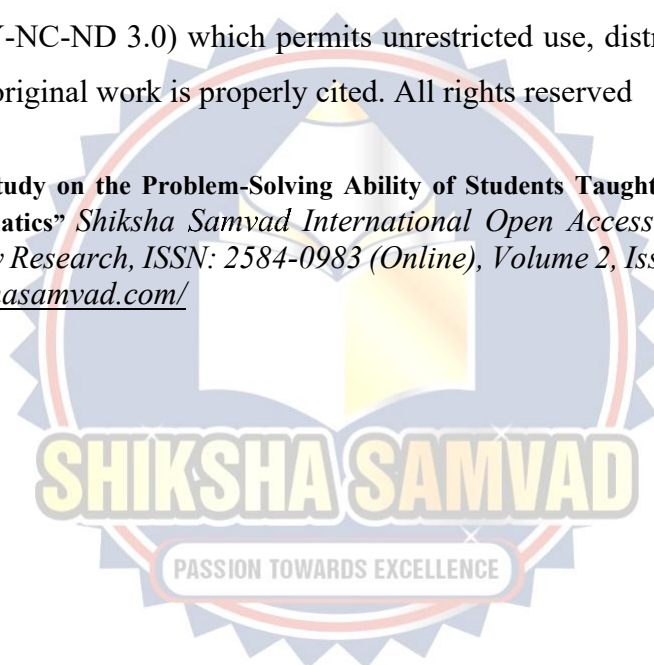 -NC-ND 3.0) which permits unrestricted use, distr
original work is properly cited. All rights reserved
tudy on the Problem-Solving Ability of Students Taught
natics” Shiksha Samvad International Open Access
y Research, ISSN: 2584-0983 (Online), Volume 2, Iss
hasamvad.com/
SHIKSHA SAMVAD
PASSION TOWARDS EXCELLENCE